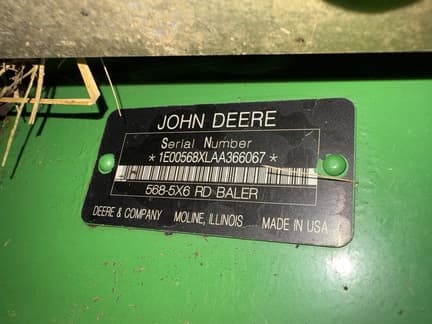 JOHN DEERE
Serial Number
*1E00568XLAA366067*
568-5X6 RD BALER
DEERE & COMPANY MOLINE, ILLINOIS MADE IN USA